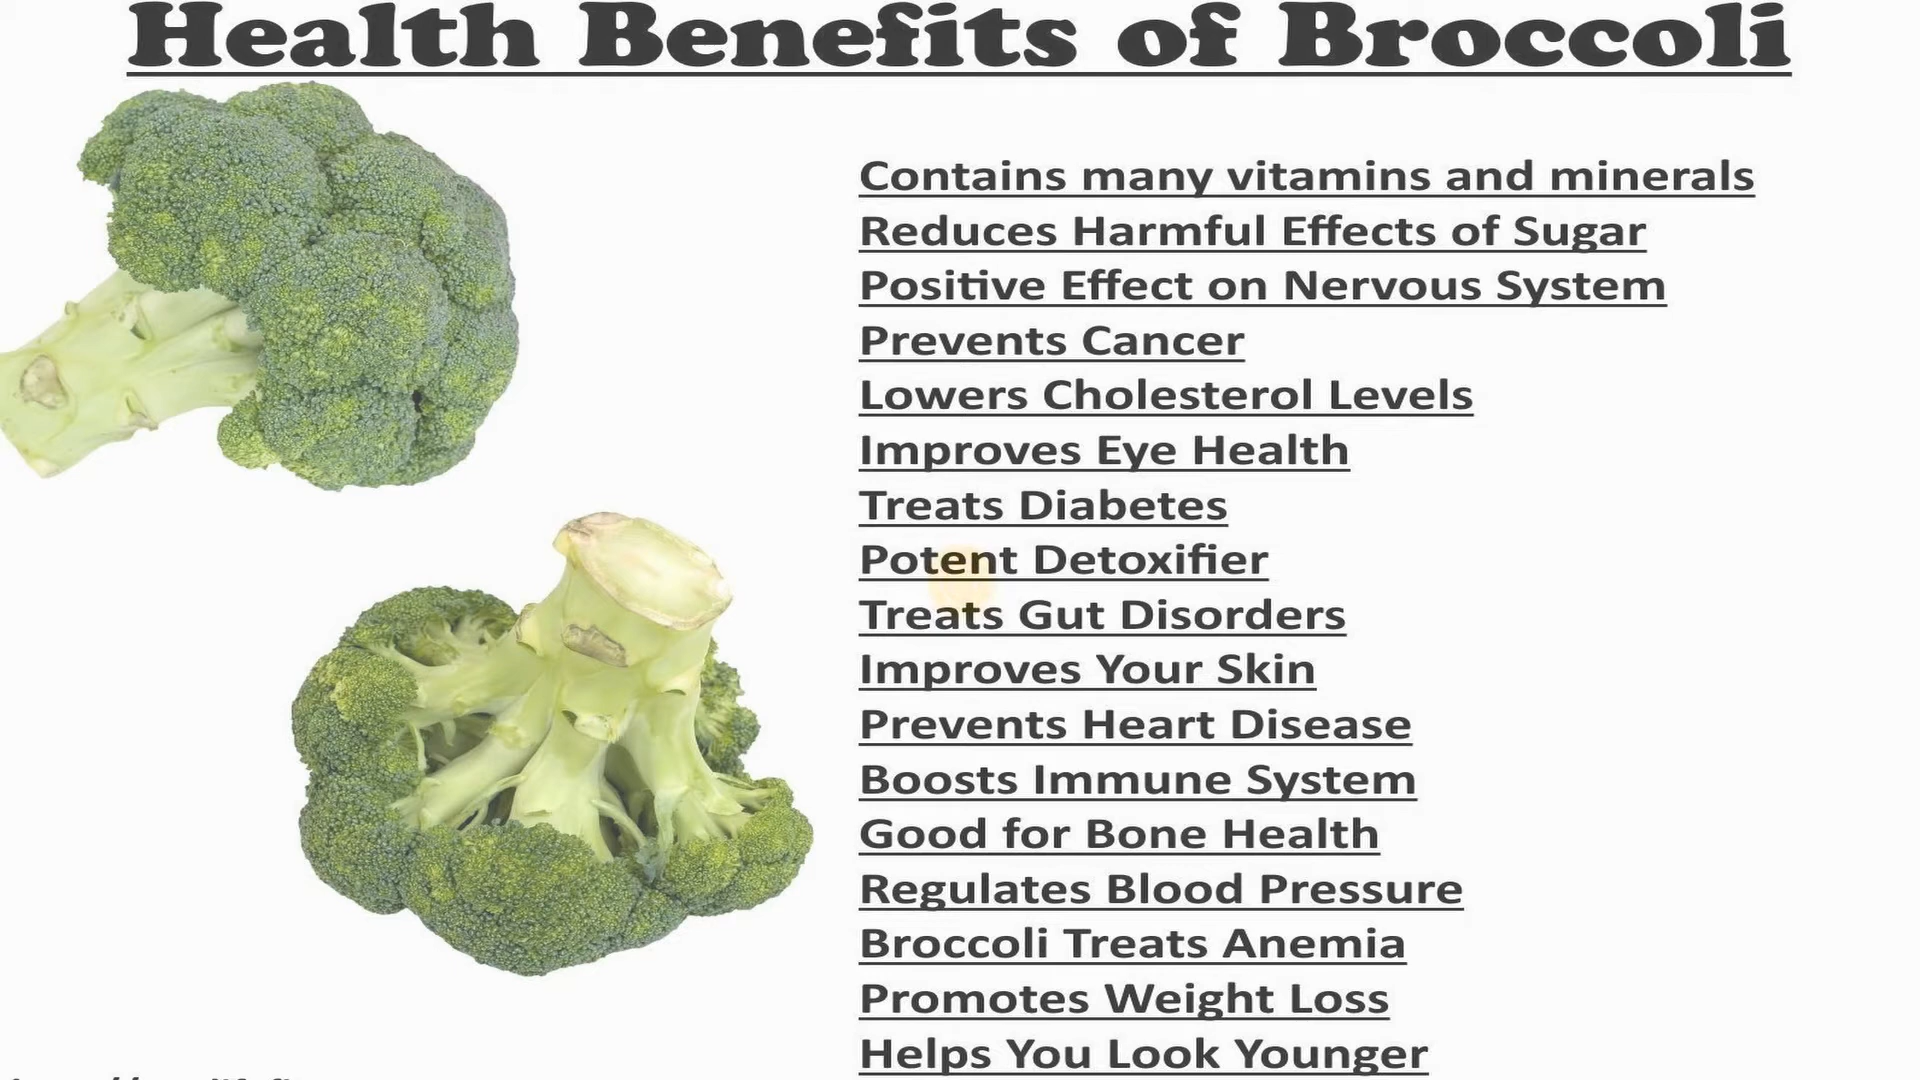 Health Benefits of Broccoli
Contains many vitamins and minerals
Reduces Harmful Effects of Sugar
Positive Effect on Nervous System
Prevents Cancer
Lowers Cholesterol Levels
Improves Eye Health
Treats Diabetes
Potent Detoxifier
Treats Gut Disorders
Improves Your Skin
Prevents Heart Disease
Boosts Immune System
Good for Bone Health
Regulates Blood Pressure
Broccoli Treats Anemia
Promotes Weight Loss
Helps You Look Younger